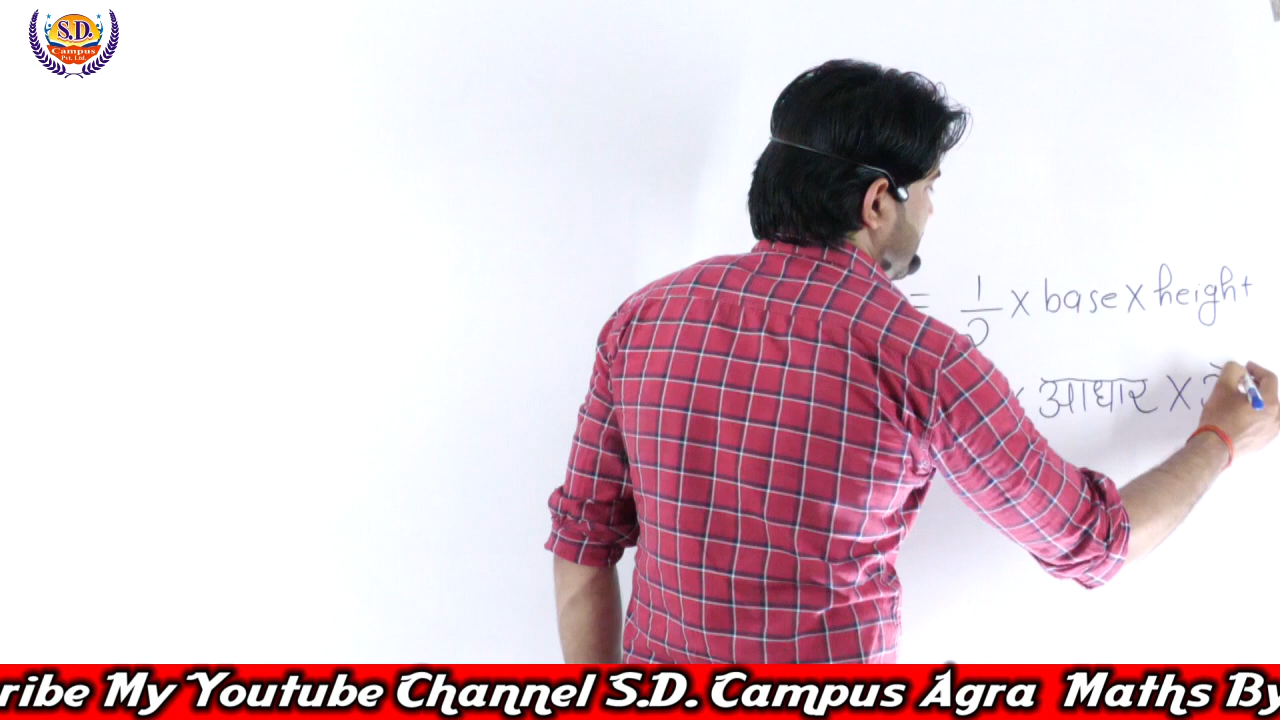 S.D.
Campus
Pvt. Ltd.
= 1/2 × base × height
× आधार ×
ribe My Youtube Channel S.D. Campus Agra Maths By